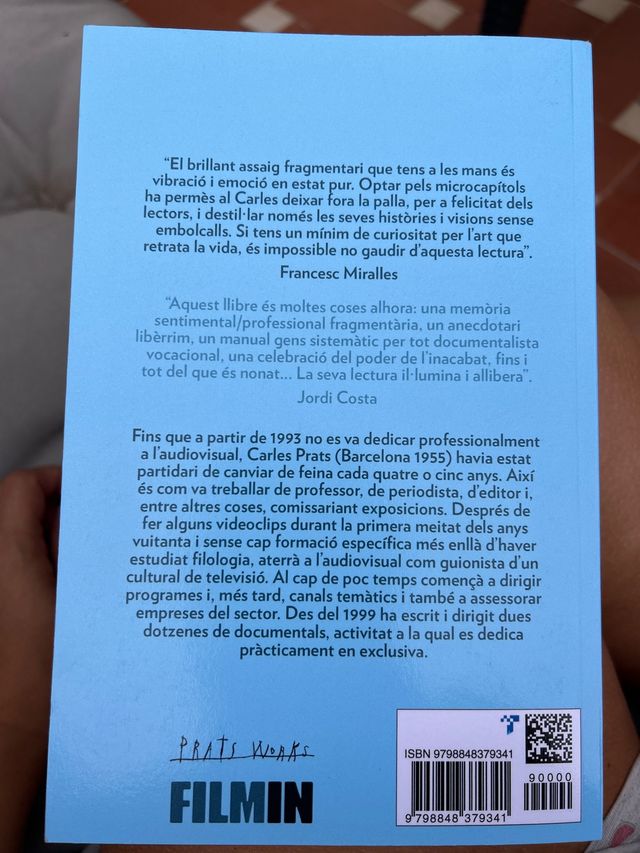 “El brillant assaig fragmentari que tens a les mans és
vibració i emoció en estat pur. Optar pels microcapítols
ha permès al Carles deixar fora la palla, per a felicitat dels
lectors, i destil·lar només les seves històries i visions sense
embolcalls. Si tens un mínim de curiositat per l’art que
retrata la vida, és impossible no gaudir d’aquesta lectura”.
Francesc Miralles
“Aquest llibre és moltes coses alhora: una memòria
sentimental/professional fragmentària, un anecdotari
libèrrim, un manual gens sistemàtic per tot documentalista
vocacional, una celebració del poder de l’inacabat, fins i
tot del que és nonat... La seva lectura il·lumina i allibera”.
Jordi Costa
Fins que a partir de 1993 no es va dedicar professionalment
a l’audiovisual, Carles Prats (Barcelona 1955) havia estat
partidari de canviar de feina cada quatre o cinc anys. Així
és com va treballar de professor, de periodista, d’editor i,
entre altres coses, comissariant exposicions. Després de
fer alguns videoclips durant la primera meitat dels anys
vuitanta i sense cap formació específica més enllà d’haver
estudiat filologia, aterrà a l’audiovisual com guionista d’un
cultural de televisió. Al cap de poc temps començà a dirigir
programes i, més tard, canals temàtics i també a assessorar
empreses del sector. Des del 1999 ha escrit i dirigit dues
dotzenes de documentals, activitat a la qual es dedica
pràcticament en exclusiva.
PRATS WORKS
FILMIN
ISBN 9798848379341
90000
9 798848 379341